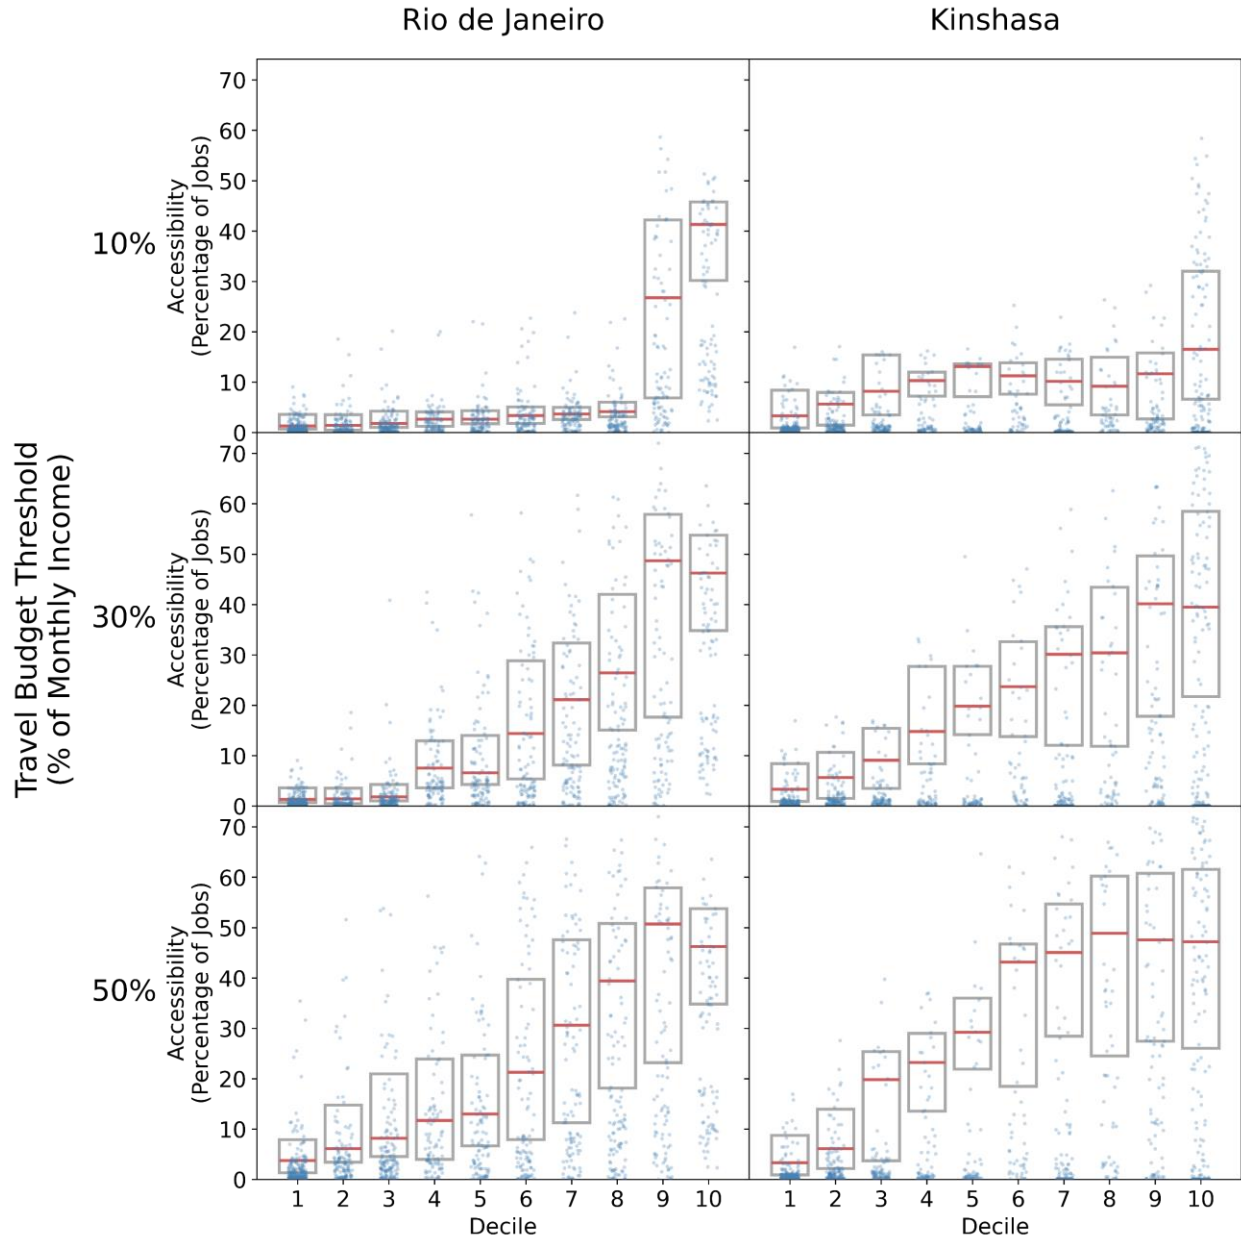 Rio de Janeiro
Kinshasa
Travel Budget Threshold
(% of Monthly Income)
10%
Accessibility
(Percentage of Jobs)
70
60
50
40
30
20
10
0
30%
Accessibility
(Percentage of Jobs)
70
60
50
40
30
20
10
0
50%
Accessibility
(Percentage of Jobs)
70
60
50
40
30
20
10
0
1 2 3 4 5 6 7 8 9 10
Decile
1 2 3 4 5 6 7 8 9 10
Decile